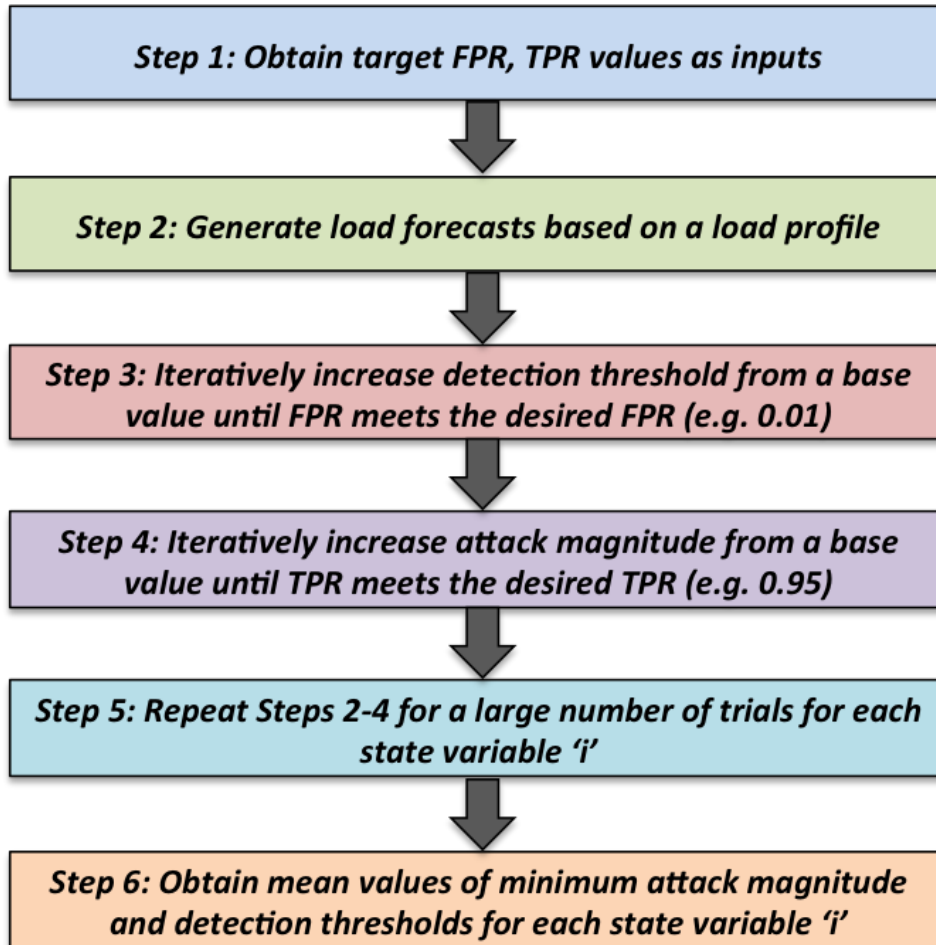 Step 1: Obtain target FPR, TPR values as inputs
Step 2: Generate load forecasts based on a load profile
Step 3: Iteratively increase detection threshold from a base
value until FPR meets the desired FPR (e.g. 0.01)
Step 4: Iteratively increase attack magnitude from a base
value until TPR meets the desired TPR (e.g. 0.95)
Step 5: Repeat Steps 2-4 for a large number of trials for each
state variable ‘i’
Step 6: Obtain mean values of minimum attack magnitude
and detection thresholds for each state variable ‘i’